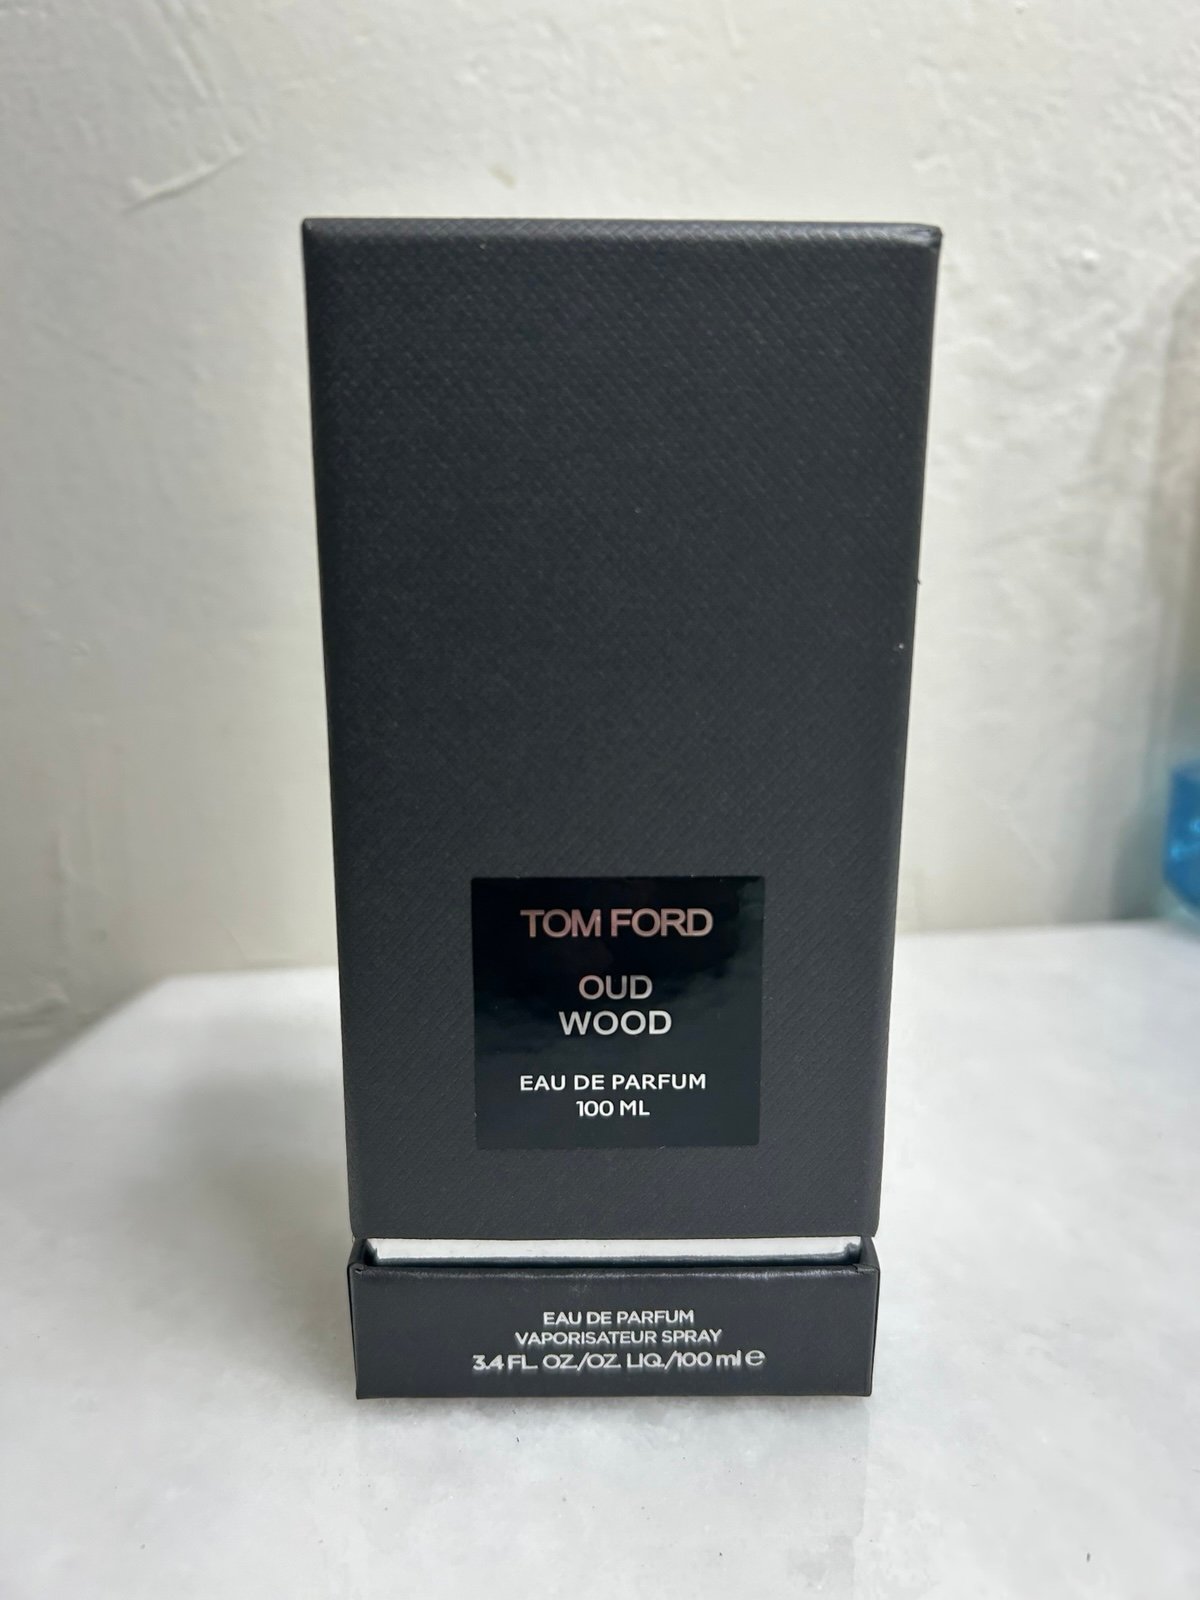 TOM FORD
OUD
WOOD
EAU DE PARFUM
100 ML
EAU DE PARFUM
VAPORISATEUR SPRAY
3.4 FL. OZ./OZ. LIQ./100 ml ℮